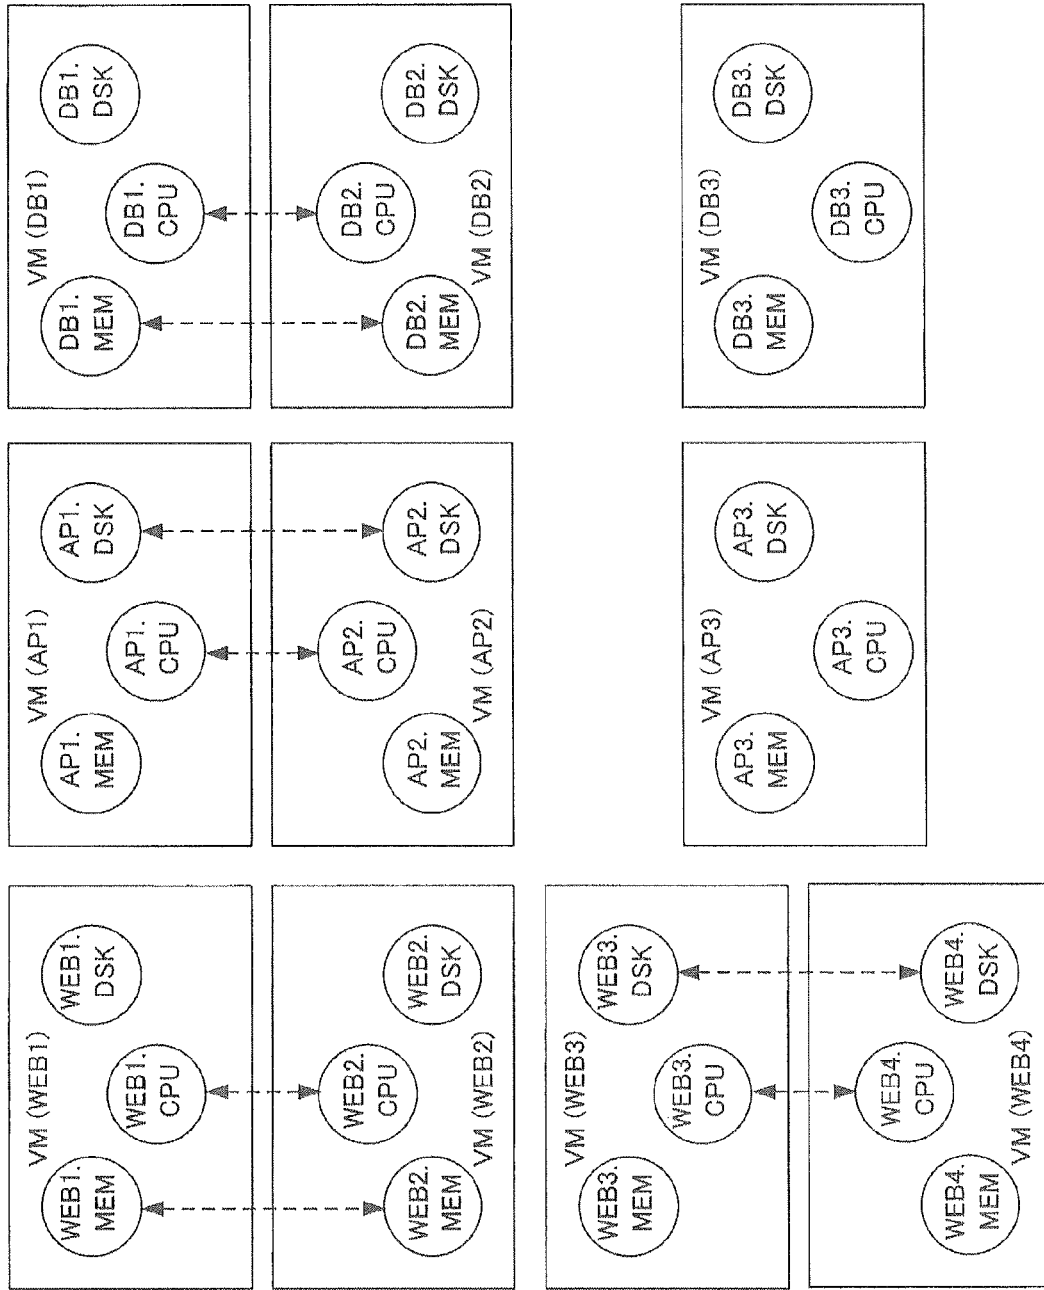 VM (WEB1)
WEB1.
MEM
WEB1.
CPU
WEB1.
DSK
VM (AP1)
AP1.
MEM
AP1.
CPU
AP1.
DSK
VM (DB1)
DB1.
MEM
DB1.
CPU
DB1.
DSK
WEB2.
MEM
WEB2.
CPU
WEB2.
DSK
VM (WEB2)
AP2.
MEM
AP2.
CPU
AP2.
DSK
VM (AP2)
DB2.
MEM
DB2.
CPU
DB2.
DSK
VM (DB2)
VM (WEB3)
WEB3.
MEM
WEB3.
CPU
WEB3.
DSK
VM (AP3)
AP3.
MEM
AP3.
CPU
AP3.
DSK
VM (DB3)
DB3.
MEM
DB3.
CPU
DB3.
DSK
WEB4.
MEM
WEB4.
CPU
WEB4.
DSK
VM (WEB4)